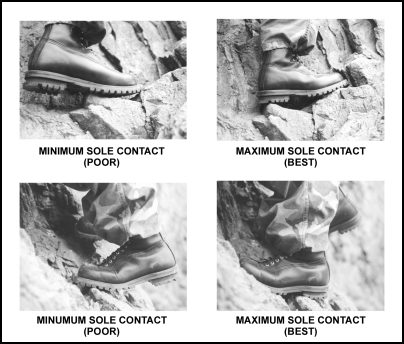 MINIMUM SOLE CONTACT
(POOR)
MAXIMUM SOLE CONTACT
(BEST)
MINUMUM SOLE CONTACT
(POOR)
MAXIMUM SOLE CONTACT
(BEST)